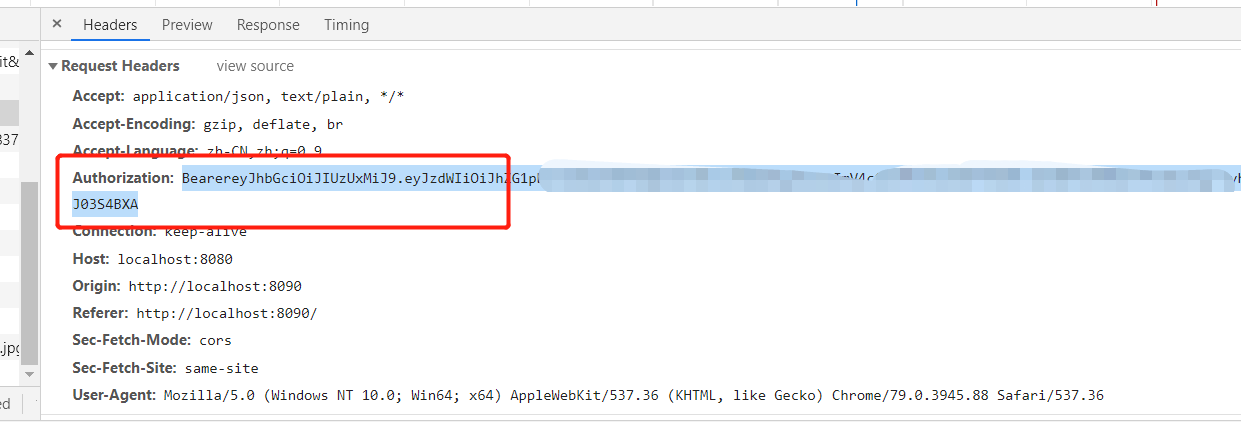 × Headers Preview Response Timing
it&
▼ Request Headers view source
Accept: application/json, text/plain, */*
Accept-Encoding: gzip, deflate, br
837
Accept-Language: zh-CN,zh;q=0.9
Authorization: BearereyJhbGciOiJIUzUxMiJ9.eyJzdWIiOiJhZG1p
J03S4BXA
Connection: keep-alive
Host: localhost:8080
Origin: http://localhost:8090
Referer: http://localhost:8090/
Sec-Fetch-Mode: cors
.jpg
Sec-Fetch-Site: same-site
User-Agent: Mozilla/5.0 (Windows NT 10.0; Win64; x64) AppleWebKit/537.36 (KHTML, like Gecko) Chrome/79.0.3945.88 Safari/537.36
ed